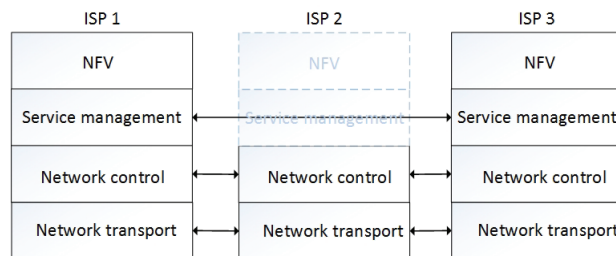 ISP 1
ISP 2
ISP 3
NFV
NFV
NFV
Service management
Service management
Service management
Network control
Network control
Network control
Network transport
Network transport
Network transport